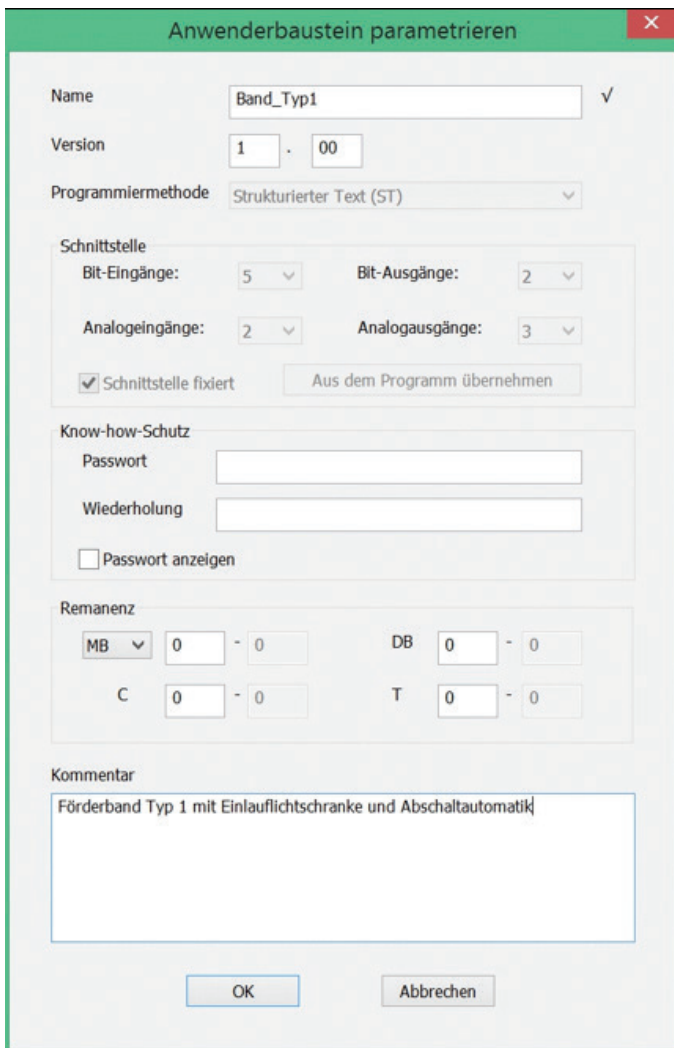 Anwenderbaustein parametrieren
Name Band_Typ1 √
Version 1 . 00
Programmiermethode Strukturierter Text (ST)
Schnittstelle
Bit-Eingänge: 5 Bit-Ausgänge: 2
Analogeingänge: 2 Analogausgänge: 3
Schnittstelle fixiert Aus dem Programm übernehmen
Know-how-Schutz
Passwort
Wiederholung
Passwort anzeigen
Remanenz
MB 0 - 0 DB 0 - 0
C 0 - 0 T 0 - 0
Kommentar
Förderband Typ 1 mit Einlauflichtschranke und Abschaltautomatik
OK Abbrechen